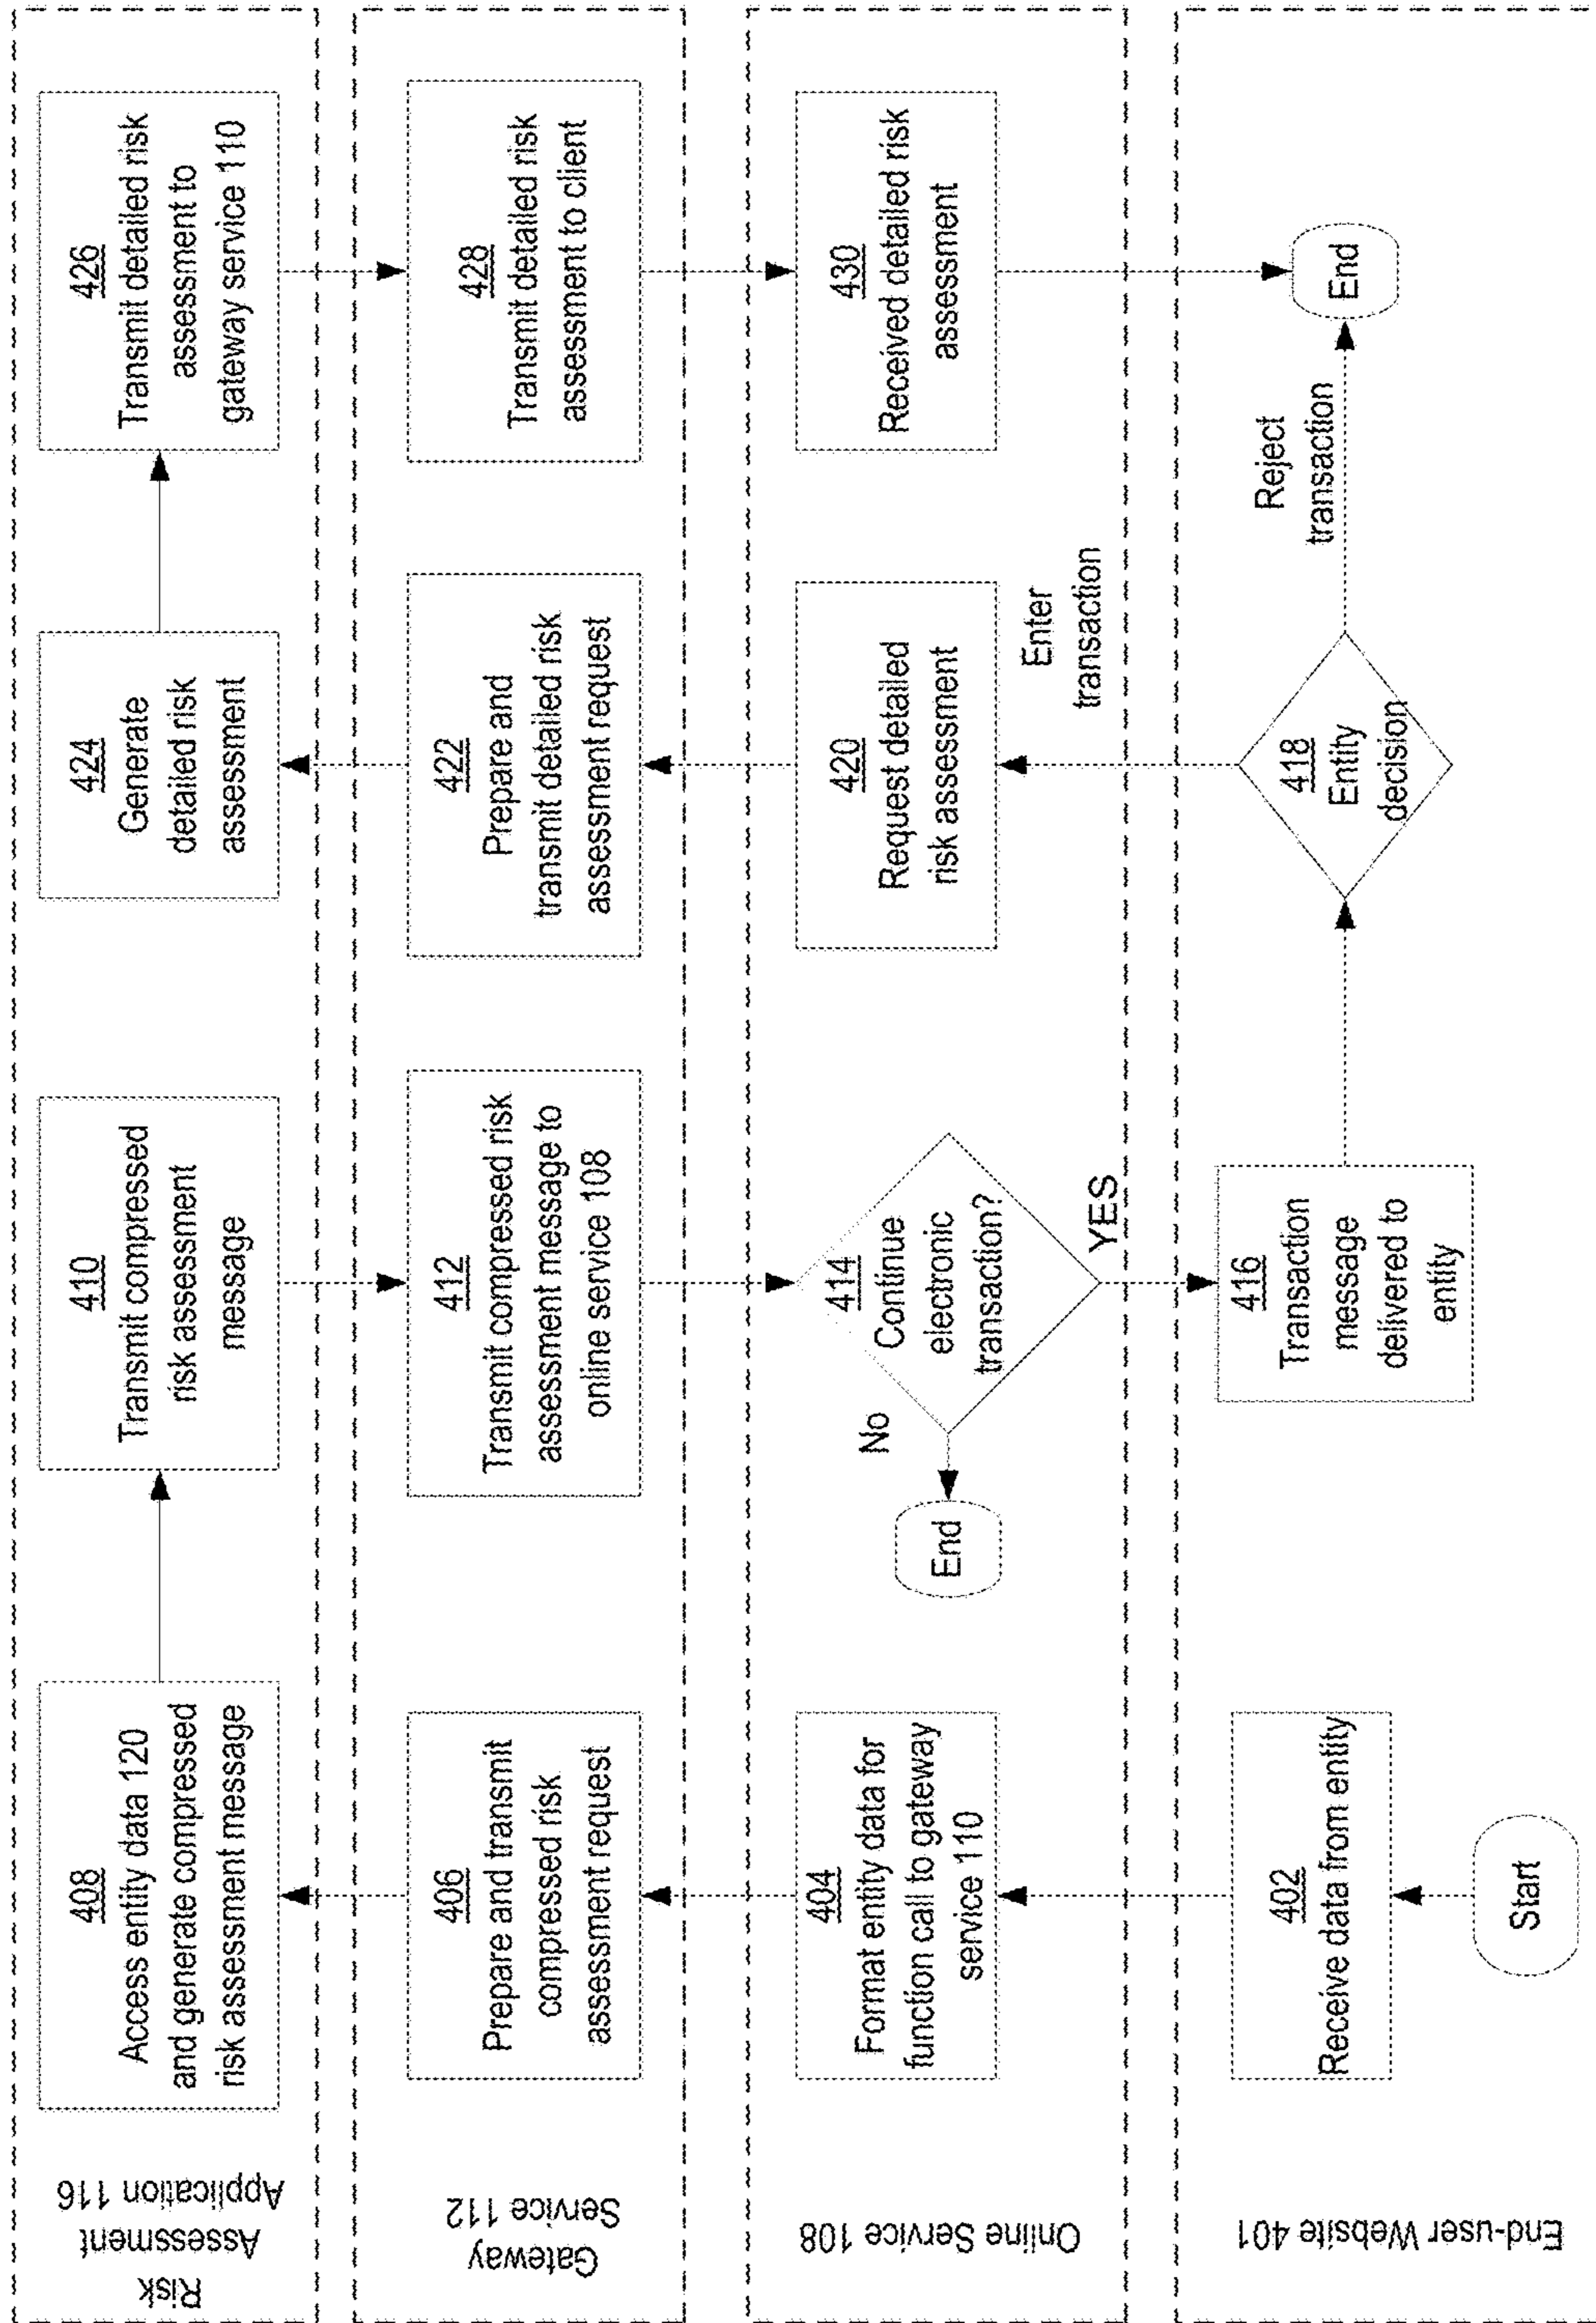 Risk
Assessment
Application 116
408
Access entity data 120
and generate compressed
risk assessment message
410
Transmit compressed
risk assessment
message
424
Generate
detailed risk
assessment
426
Transmit detailed risk
assessment to
gateway service 110
Gateway
Service 112
406
Prepare and transmit
compressed risk
assessment request
412
Transmit compressed risk
assessment message to
online service 108
422
Prepare and
transmit detailed risk
assessment request
428
Transmit detailed risk
assessment to client
Online Service 108
404
Format entity data for
function call to gateway
service 110
End
No
414
Continue
electronic
transaction?
YES
420
Request detailed
risk assessment
Enter
transaction
430
Received detailed risk
assessment
End-user Website 401
402
Receive data from entity
Start
416
Transaction
message
delivered to
entity
418
Entity
decision
Reject
transaction
End